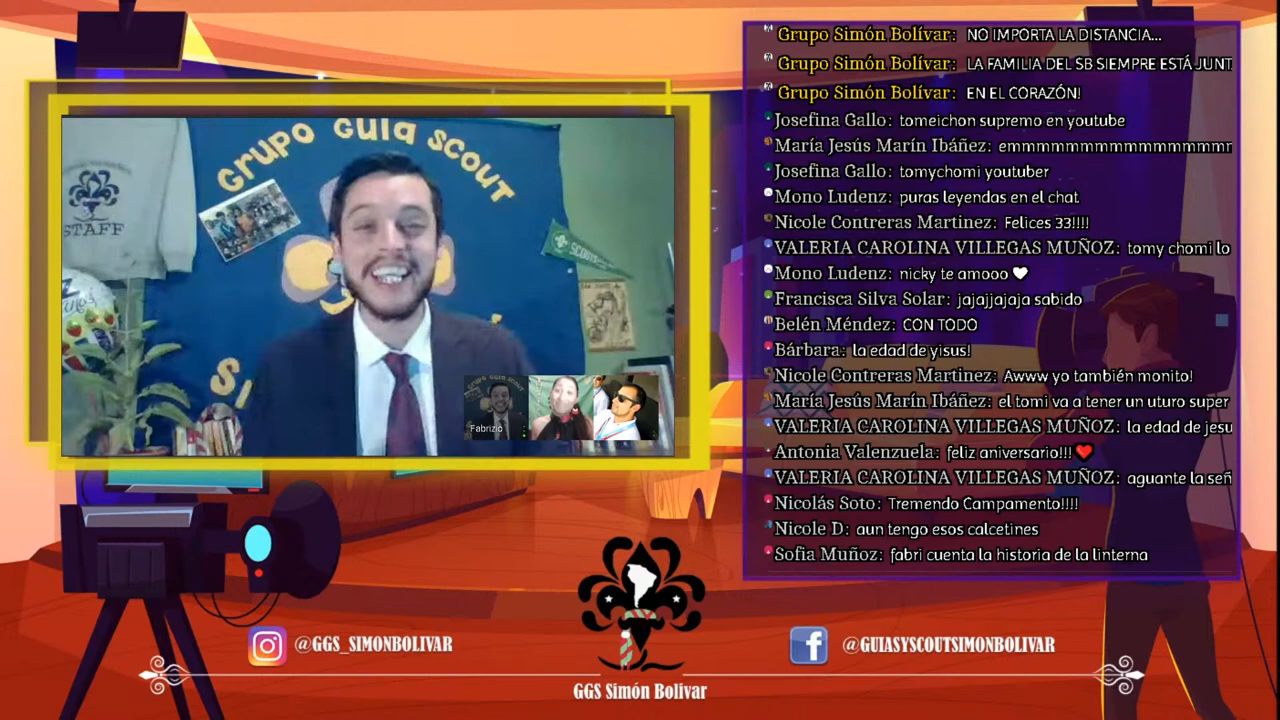 Grupo Simón Bolívar: NO IMPORTA LA DISTANCIA...
Grupo Simón Bolívar: LA FAMILIA DEL SB SIEMPRE ESTÁ JUNT
Grupo Simón Bolívar: EN EL CORAZÓN!
Josefina Gallo: tomeichon supremo en youtube
María Jesús Marín Ibáñez: emmmmmmmmmmmmmmmmmr
Josefina Gallo: tomychomi youtuber
Mono Ludenz: puras leyendas en el chat
Nicole Contreras Martinez: Felices 33!!!!
VALERIA CAROLINA VILLEGAS MUÑOZ: tomy chomi lo
Mono Ludenz: nicky te amooo 🤍
Francisca Silva Solar: jajajjajaja sabido
Belén Méndez: CON TODO
Bárbara: la edad de yisus!
Nicole Contreras Martinez: Awww yo también monito!
María Jesús Marín Ibáñez: el tomi va a tener un uturo super
VALERIA CAROLINA VILLEGAS MUÑOZ: la edad de jesu
Antonia Valenzuela: feliz aniversario!!! ❤️
VALERIA CAROLINA VILLEGAS MUÑOZ: aguante la señ
Nicolás Soto: Tremendo Campamento!!!!
Nicole D: aun tengo esos calcetines
Sofia Muñoz: fabri cuenta la historia de la linterna
GRUPO GUIA SCOUT
SI
STAFF
SCOUTS
Fabrizio
@GGS_SIMONBOLIVAR
@GUIASYSCOUTSIMONBOLIVAR
GGS Simón Bolivar